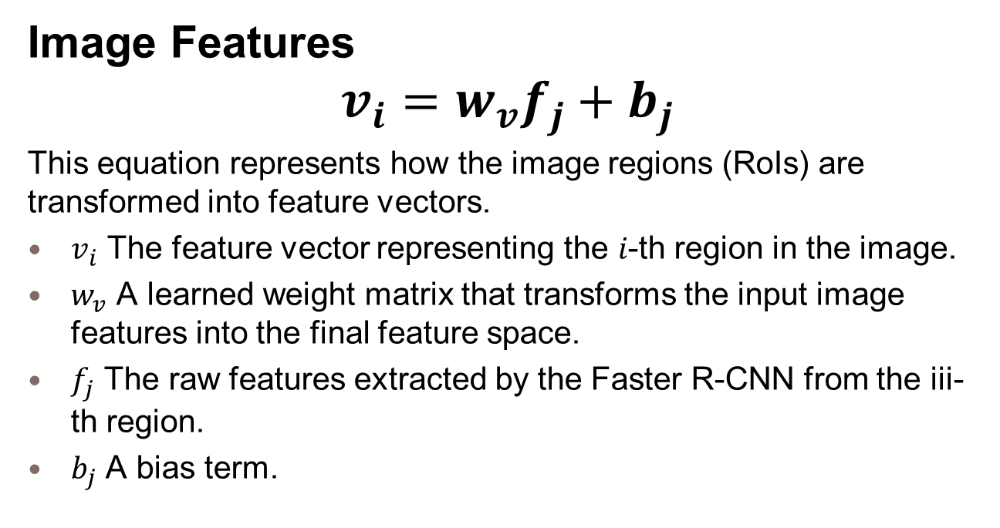 Image Features
v_i = w_v f_j + b_j
This equation represents how the image regions (RoIs) are
transformed into feature vectors.
• v_i The feature vector representing the i-th region in the image.
• w_v A learned weight matrix that transforms the input image
features into the final feature space.
• f_j The raw features extracted by the Faster R-CNN from the iii-
th region.
• b_j A bias term.